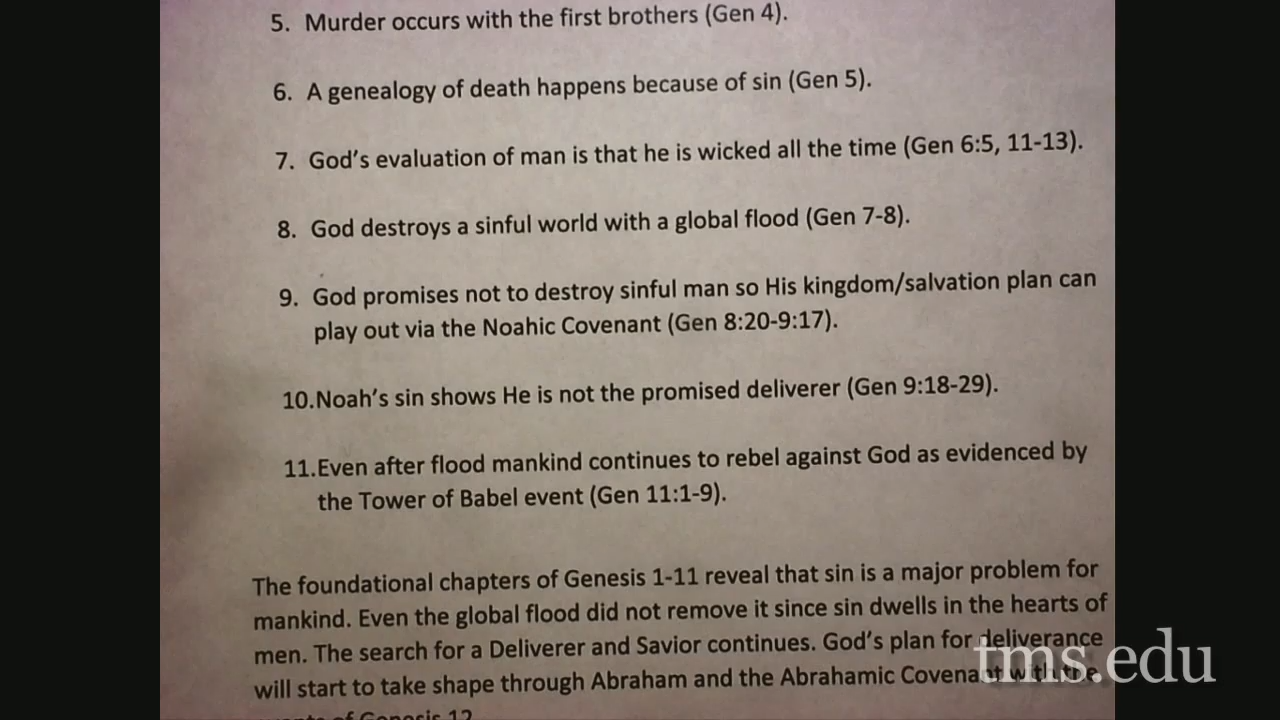 5. Murder occurs with the first brothers (Gen 4).
6. A genealogy of death happens because of sin (Gen 5).
7. God's evaluation of man is that he is wicked all the time (Gen 6:5, 11-13).
8. God destroys a sinful world with a global flood (Gen 7-8).
9. God promises not to destroy sinful man so His kingdom/salvation plan can
play out via the Noahic Covenant (Gen 8:20-9:17).
10.Noah's sin shows He is not the promised deliverer (Gen 9:18-29).
11.Even after flood mankind continues to rebel against God as evidenced by
the Tower of Babel event (Gen 11:1-9).
The foundational chapters of Genesis 1-11 reveal that sin is a major problem for
mankind. Even the global flood did not remove it since sin dwells in the hearts of
men. The search for a Deliverer and Savior continues. God's plan for deliverance
will start to take shape through Abraham and the Abrahamic Covenant with the
of Genesis 12
tms.edu